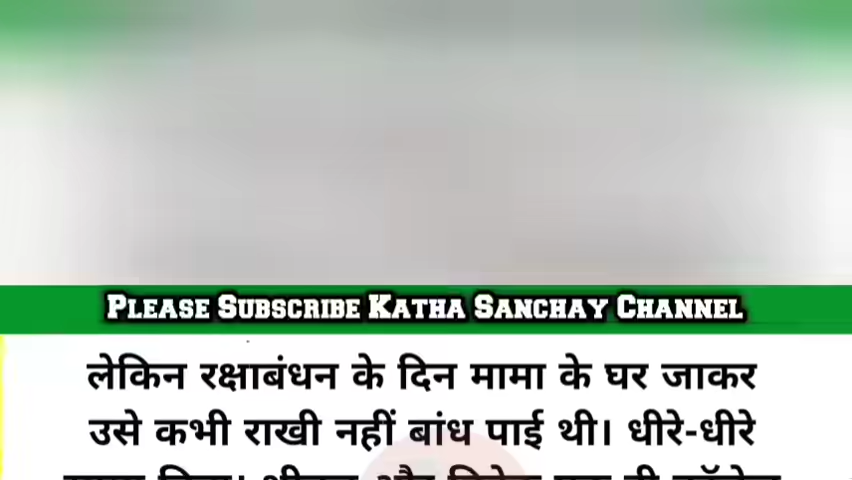 PLEASE SUBSCRIBE KATHA SANCHAY CHANNEL
लेकिन रक्षाबंधन के दिन मामा के घर जाकर
उसे कभी राखी नहीं बांध पाई थी। धीरे-धीरे